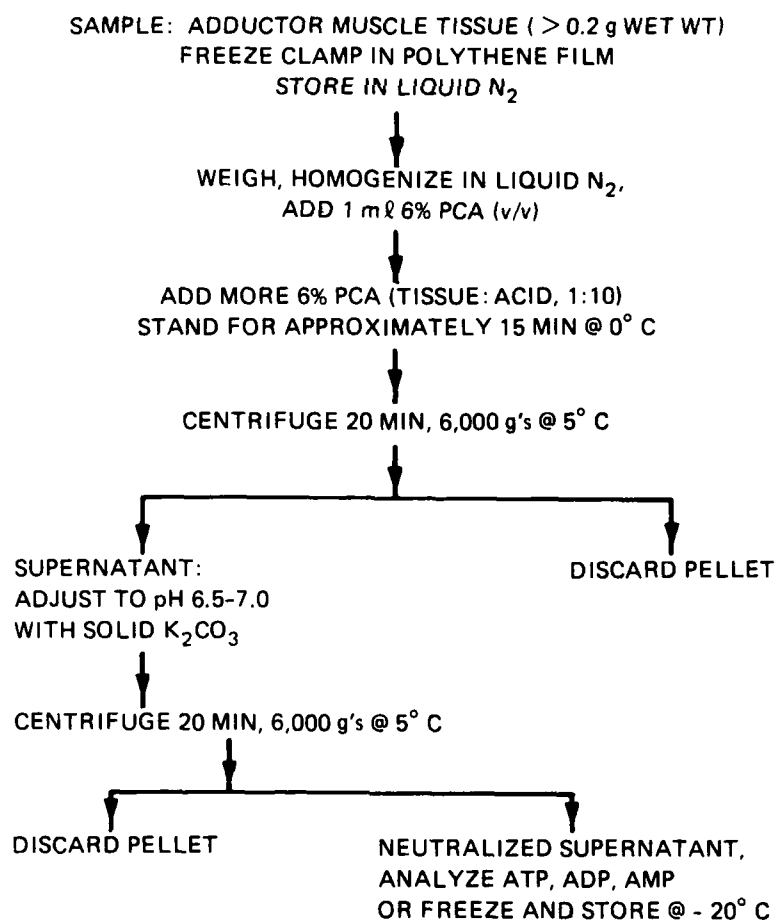 SAMPLE: ADDUCTOR MUSCLE TISSUE ( > 0.2 g WET WT)
FREEZE CLAMP IN POLYTHENE FILM
STORE IN LIQUID N₂
WEIGH, HOMOGENIZE IN LIQUID N₂,
ADD 1 mℓ 6% PCA (v/v)
ADD MORE 6% PCA (TISSUE: ACID, 1:10)
STAND FOR APPROXIMATELY 15 MIN @ 0° C
CENTRIFUGE 20 MIN, 6,000 g's @ 5° C
SUPERNATANT:
ADJUST TO pH 6.5-7.0
WITH SOLID K₂CO₃
DISCARD PELLET
CENTRIFUGE 20 MIN, 6,000 g's @ 5° C
DISCARD PELLET
NEUTRALIZED SUPERNATANT,
ANALYZE ATP, ADP, AMP
OR FREEZE AND STORE @ - 20° C